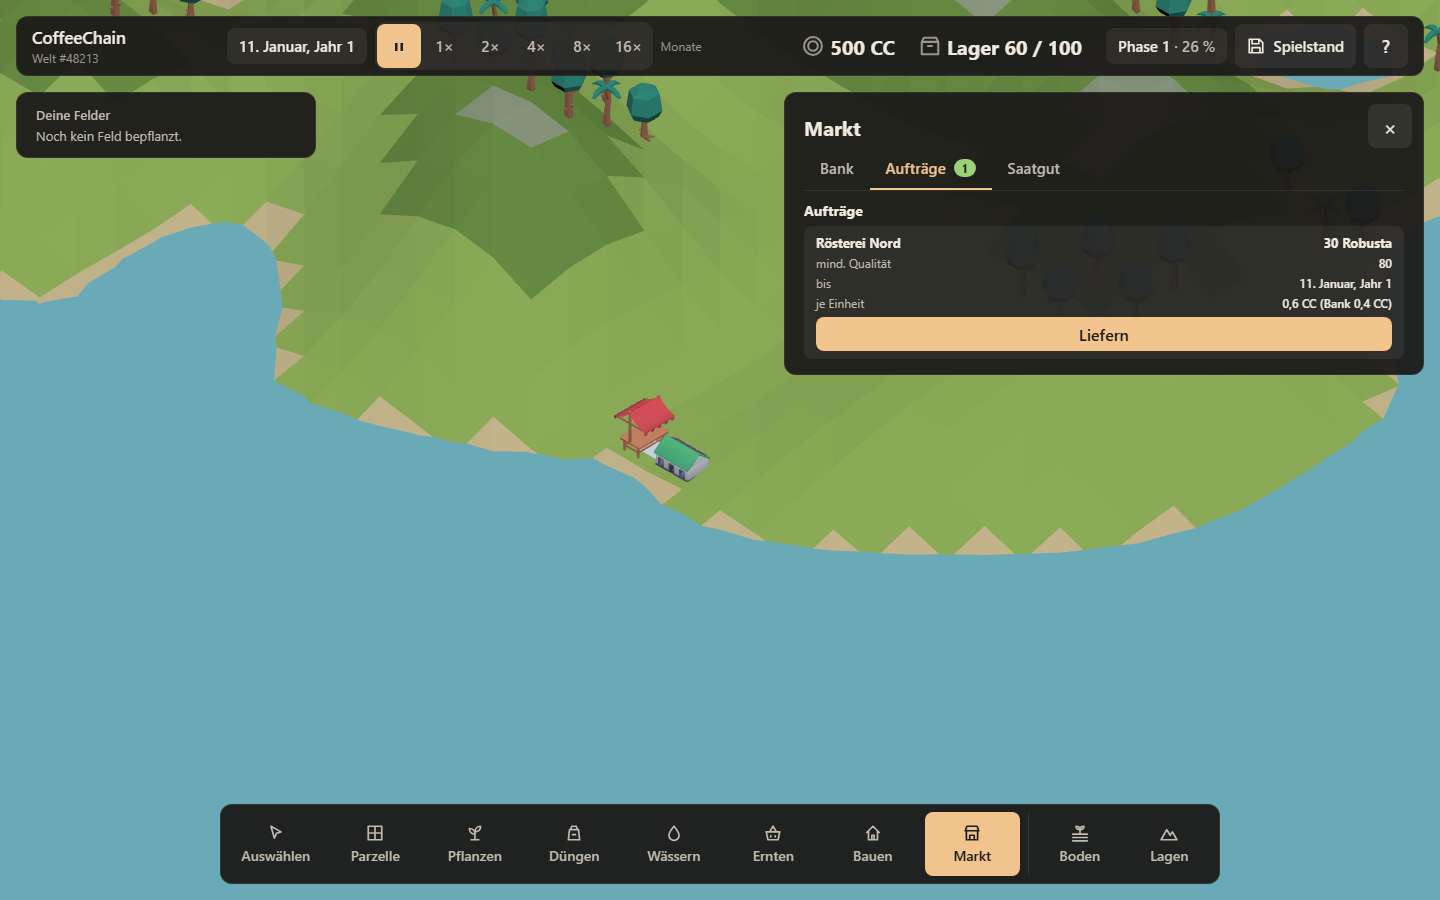 CoffeeChain
Welt #48213
11. Januar, Jahr 1
1×
2×
4×
8×
16×
Monate
500 CC
Lager 60 / 100
Phase 1 · 26 %
Spielstand
?
Deine Felder
Noch kein Feld bepflanzt.
Markt
×
Bank
Aufträge 1
Saatgut
Aufträge
Rösterei Nord
30 Robusta
mind. Qualität
80
bis
11. Januar, Jahr 1
je Einheit
0,6 CC (Bank 0,4 CC)
Liefern
Auswählen
Parzelle
Pflanzen
Düngen
Wässern
Ernten
Bauen
Markt
Boden
Lagen